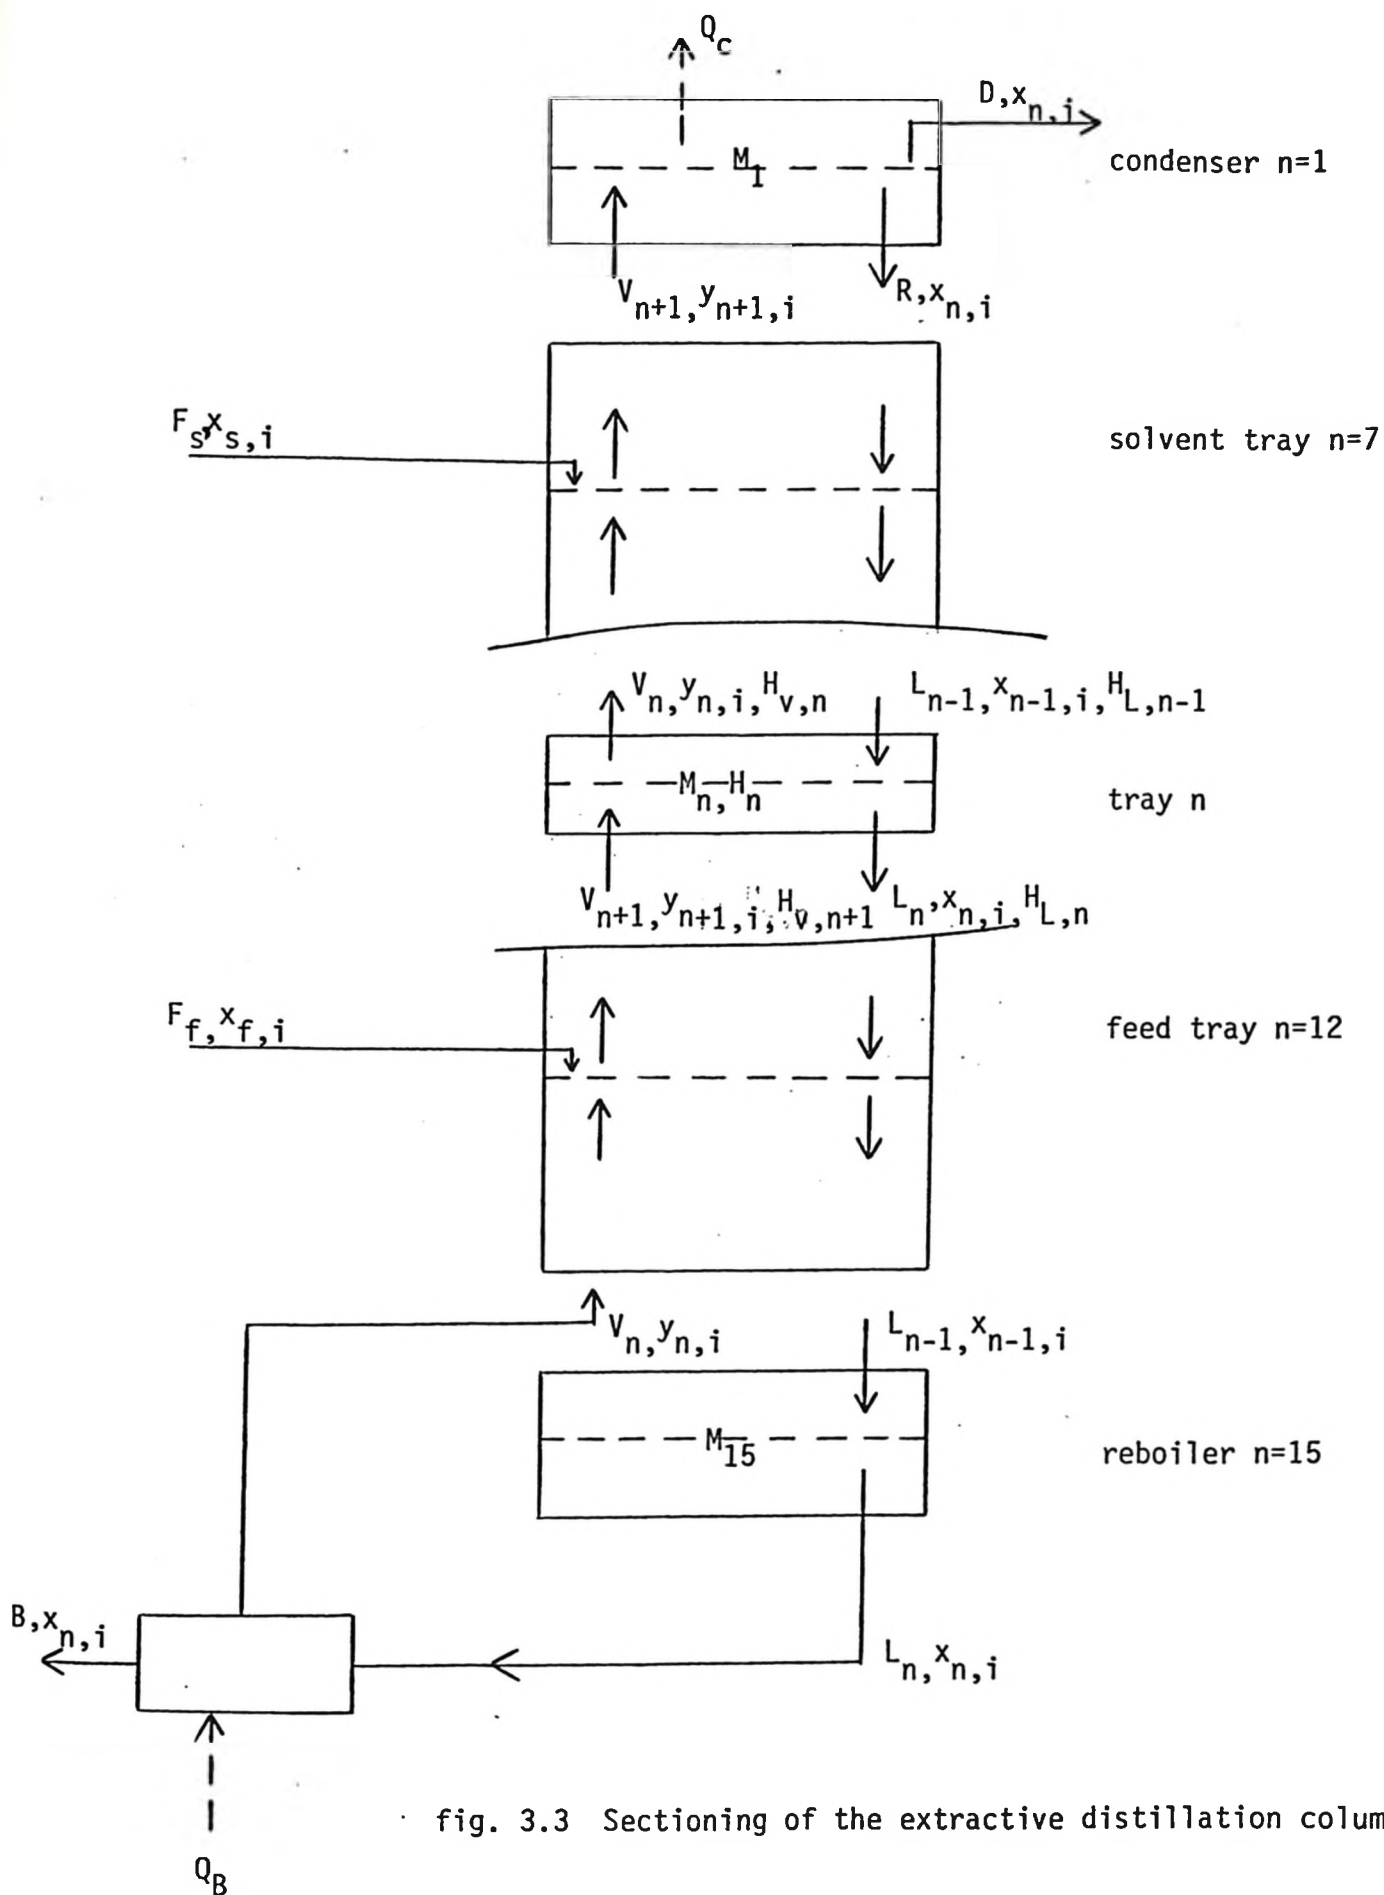 Q_c
D,x_n,i
M_1
condenser n=1
V_n+1,y_n+1,i
R,x_n,i
F_s,x_s,i
solvent tray n=7
V_n,y_n,i,H_v,n
L_n-1,x_n-1,i,H_L,n-1
M_n,H_n
tray n
V_n+1,y_n+1,i,H_v,n+1
L_n,x_n,i,H_L,n
F_f,x_f,i
feed tray n=12
V_n,y_n,i
L_n-1,x_n-1,i
M_15
reboiler n=15
B,x_n,i
L_n,x_n,i
fig. 3.3 Sectioning of the extractive distillation colum
Q_B